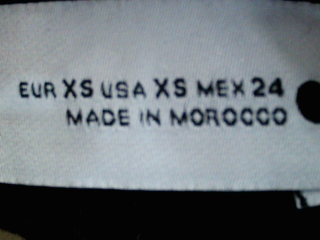 EUR XS USA XS MEX 24
MADE IN MOROCCO